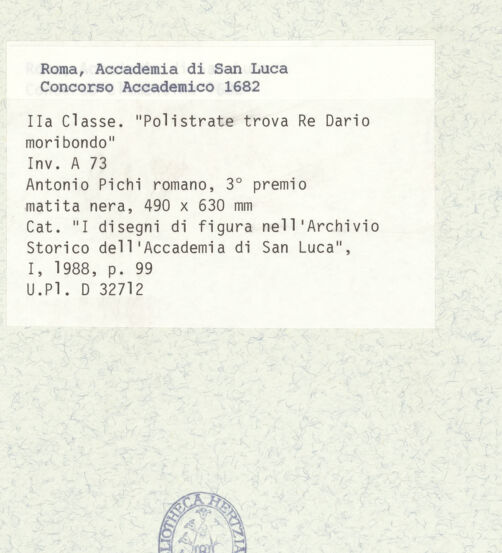 Roma, Accademia di San Luca
Concorso Accademico 1682
IIa Classe. "Polistrate trova Re Dario
moribondo"
Inv. A 73
Antonio Pichi romano, 3° premio
matita nera, 490 x 630 mm
Cat. "I disegni di figura nell'Archivio
Storico dell'Accademia di San Luca",
I, 1988, p. 99
U.Pl. D 32712